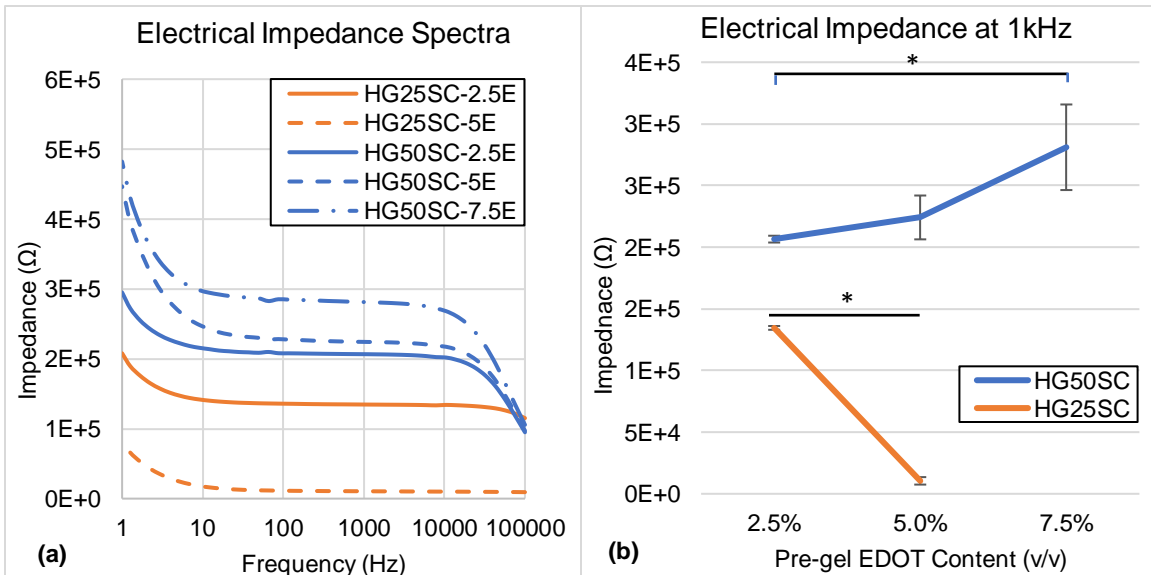 Electrical Impedance Spectra
6E+5
5E+5
4E+5
3E+5
2E+5
1E+5
0E+0
Impedance (Ω)
HG25SC-2.5E
HG25SC-5E
HG50SC-2.5E
HG50SC-5E
HG50SC-7.5E
1 10 100 1000 10000 100000
(a)
Frequency (Hz)
Electrical Impedance at 1kHz
4E+5
3E+5
3E+5
2E+5
2E+5
1E+5
5E+4
0E+0
Impednace (Ω)
*
*
HG50SC
HG25SC
2.5% 5.0% 7.5%
(b)
Pre-gel EDOT Content (v/v)